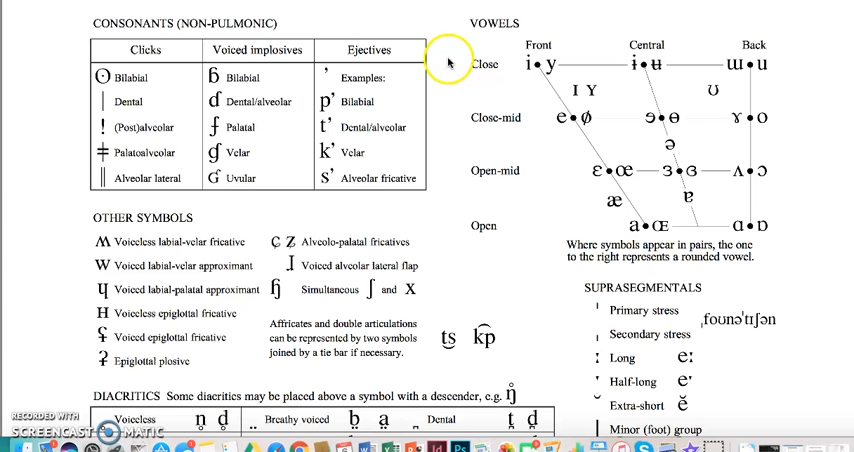 CONSONANTS (NON-PULMONIC)
Clicks Voiced implosives Ejectives
ʘ Bilabial ɓ Bilabial ʼ Examples:
ǀ Dental ɗ Dental/alveolar pʼ Bilabial
ǃ (Post)alveolar ʄ Palatal tʼ Dental/alveolar
ǂ Palatoalveolar ɠ Velar kʼ Velar
ǁ Alveolar lateral ʛ Uvular sʼ Alveolar fricative
OTHER SYMBOLS
ʍ Voiceless labial-velar fricative ɕ ʑ Alveolo-palatal fricatives
w Voiced labial-velar approximant ɺ Voiced alveolar lateral flap
ɥ Voiced labial-palatal approximant ɧ Simultaneous ʃ and x
ʜ Voiceless epiglottal fricative
ʢ Voiced epiglottal fricative
ʡ Epiglottal plosive
Affricates and double articulations
can be represented by two symbols
joined by a tie bar if necessary.
t͜s k͡p
DIACRITICS Some diacritics may be placed above a symbol with a descender, e.g. ŋ̊
̥ Voiceless n̥ d̥ ̤ Breathy voiced b̤ a̤ ̪ Dental t̪ d̪
VOWELS
Front Central Back
Close i y ɨ ʉ ɯ u
ɪ ʏ ʊ
Close-mid e ø ɘ ɵ ɤ o
ə
Open-mid ɛ œ ɜ ɞ ʌ ɔ
æ ɐ
Open a ɶ ɑ ɒ
Where symbols appear in pairs, the one
to the right represents a rounded vowel.
SUPRASEGMENTALS
ˈ Primary stress
ˌ Secondary stress
ˌfoʊnəˈtɪʃən
ː Long eː
ˑ Half-long eˑ
̆ Extra-short ĕ
| Minor (foot) group
RECORDED WITH
SCREENCAST MATIC